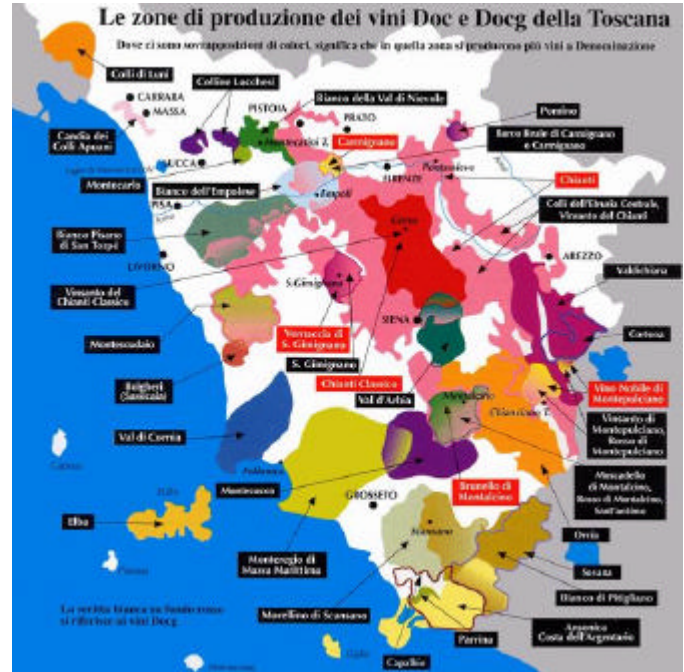 Le zone di produzione dei vini Doc e Docg della Toscana
Dove ci sono sovrapposizioni di colori, significa che in quella zona si producono più vini a Denominazione
Colli di Luni
CARRARA
MASSA
Candia dei
Colli Apuani
Colline Lucchesi
PISTOIA
Bianco della Val di Nievole
PRATO
Montecatini T.
Carmignano
Pomino
Barco Reale di Carmignano
e Carmignano
LUCCA
Montecarlo
Bianco dell'Empolese
Empoli
FIRENZE
Pontassieve
Chianti
PISA
Arno
Colli dell'Etruria Centrale,
Vinsanto del Chianti
Bianco Pisano
di San Torpé
LIVORNO
AREZZO
Valdichiana
Vinsanto del
Chianti Classico
S.Gimignano
SIENA
Cortona
Montescudaio
Vernaccia di
S. Gimignano
S. Gimignano
Chianti Classico
Val d'Arbia
Bolgheri
(Sassicaia)
Vino Nobile di
Montepulciano
Vinsanto di
Montepulciano,
Rosso di
Montepulciano
Chianciano T.
Val di Cornia
Montecucco
Brunello di
Montalcino
Moscadello
di Montalcino,
Rosso di Montalcino,
Sant'antimo
GROSSETO
Elba
Orcia
Monteregio di
Massa Marittima
Sovana
Bianco di Pitigliano
Morellino di Scansano
Parrina
Ansonica
Costa dell'Argentario
Capalbio
La scritta bianca su fondo rosso
si riferisce ai vini Docg